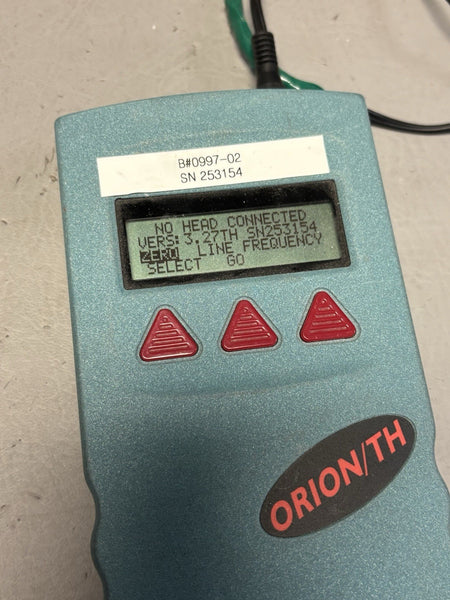 B#0997-02
SN 253154
NO HEAD CONNECTED
VERS:3.27TH SN253154
ZERO LINE FREQUENCY
SELECT GO
ORION/TH